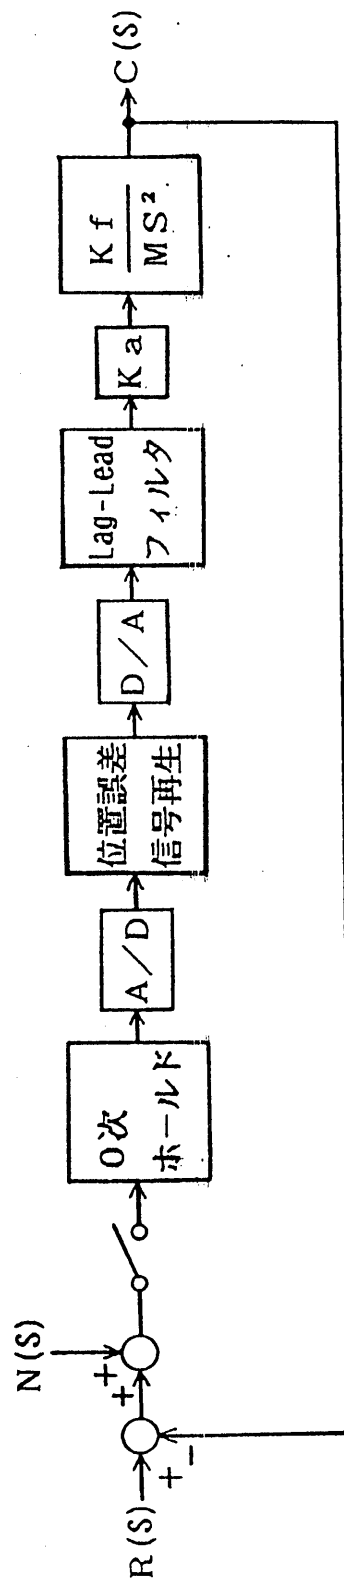 R(S)
+
−
N(S)
+
+
0次
ホールド
A/D
位置誤差
信号再生
D/A
Lag-Lead
フィルタ
Ka
Kf
MS²
C(S)